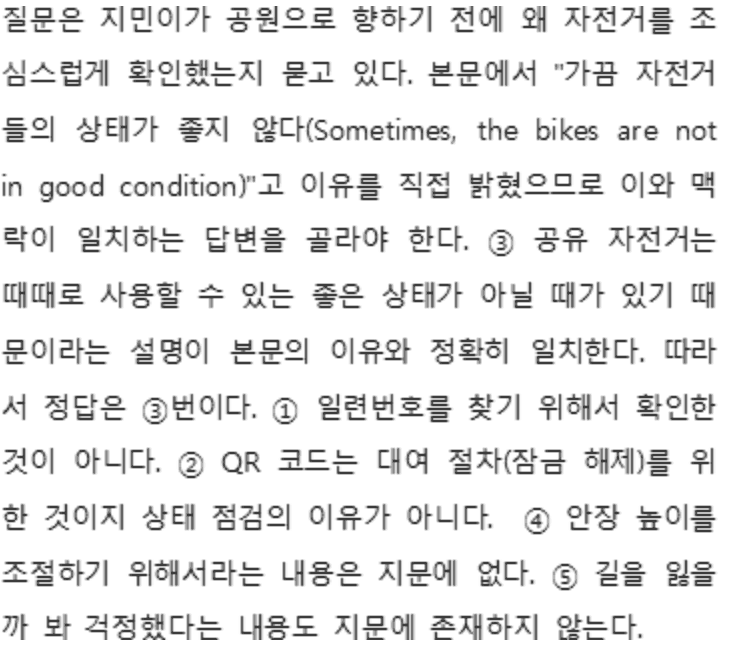 질문은 지민이가 공원으로 향하기 전에 왜 자전거를 조
심스럽게 확인했는지 묻고 있다. 본문에서 "가끔 자전거
들의 상태가 좋지 않다(Sometimes, the bikes are not
in good condition)"고 이유를 직접 밝혔으므로 이와 맥
락이 일치하는 답변을 골라야 한다. ③ 공유 자전거는
때때로 사용할 수 있는 좋은 상태가 아닐 때가 있기 때
문이라는 설명이 본문의 이유와 정확히 일치한다. 따라
서 정답은 ③번이다. ① 일련번호를 찾기 위해서 확인한
것이 아니다. ② QR 코드는 대여 절차(잠금 해제)를 위
한 것이지 상태 점검의 이유가 아니다. ④ 안장 높이를
조절하기 위해서라는 내용은 지문에 없다. ⑤ 길을 잃을
까 봐 걱정했다는 내용도 지문에 존재하지 않는다.